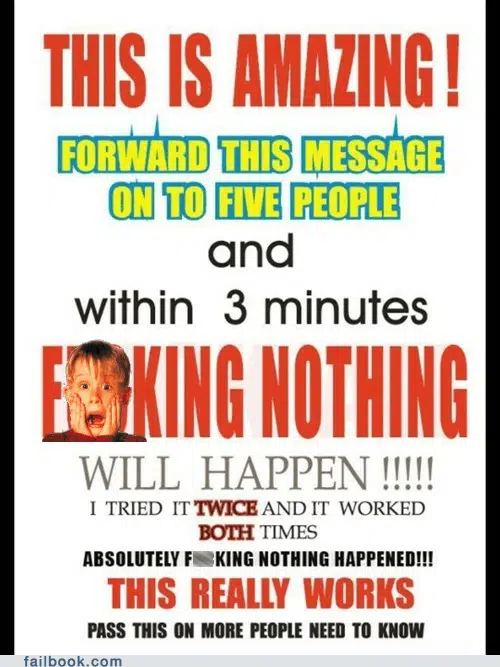 THIS IS AMAZING!
FORWARD THIS MESSAGE
ON TO FIVE PEOPLE
and
within 3 minutes
F KING NOTHING
WILL HAPPEN !!!!!
I TRIED IT TWICE AND IT WORKED
BOTH TIMES
ABSOLUTELY F KING NOTHING HAPPENED!!!
THIS REALLY WORKS
PASS THIS ON MORE PEOPLE NEED TO KNOW
failbook.com